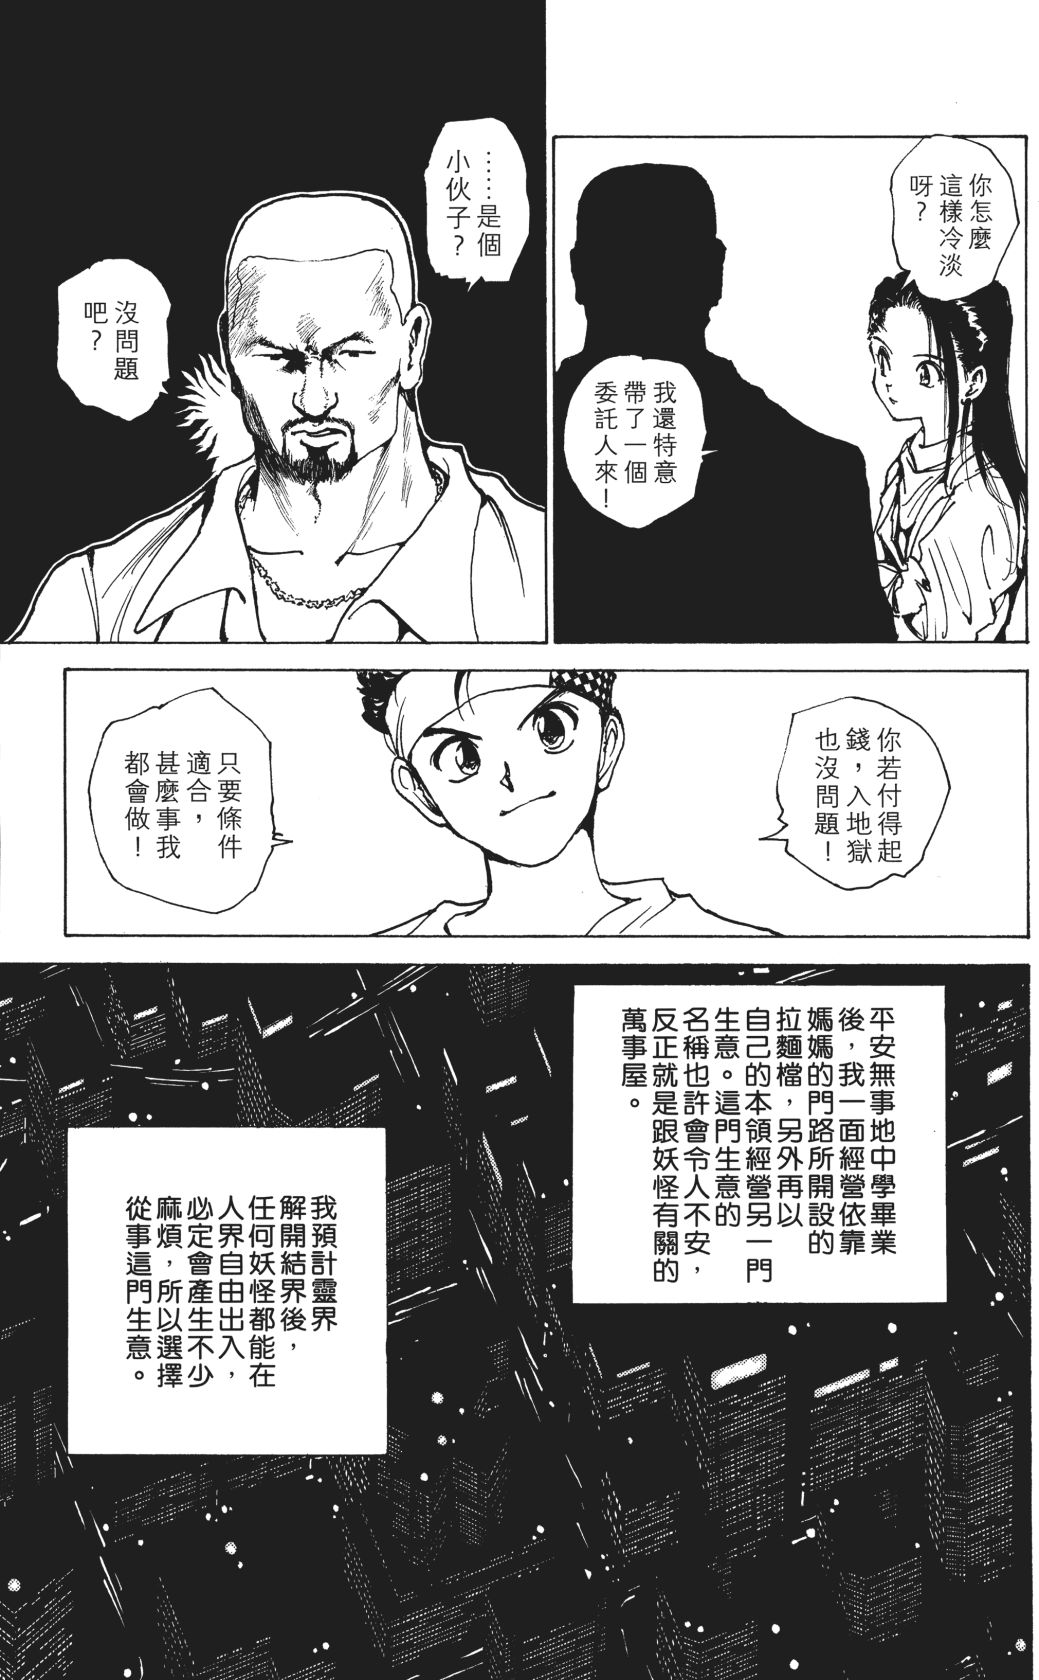 你怎麼
這樣冷淡
呀？
我還特意
帶了一個
委託人來！
……是個
小伙子？
沒問題
吧？
你若付得起
錢，入地獄
也沒問題！
只要條件
適合，
甚麼事我
都會做！
平安無事地中學畢業
後，我一面經營依靠
媽媽的門路所開設的
拉麵檔，另外再以
自己的本領經營另一門
生意。這門生意的
名稱也許會令人不安，
反正就是跟妖怪有關的
萬事屋。
我預計靈界
解開結界後，
任何妖怪都能在
人界自由出入，
必定會產生不少
麻煩，所以選擇
從事這門生意。